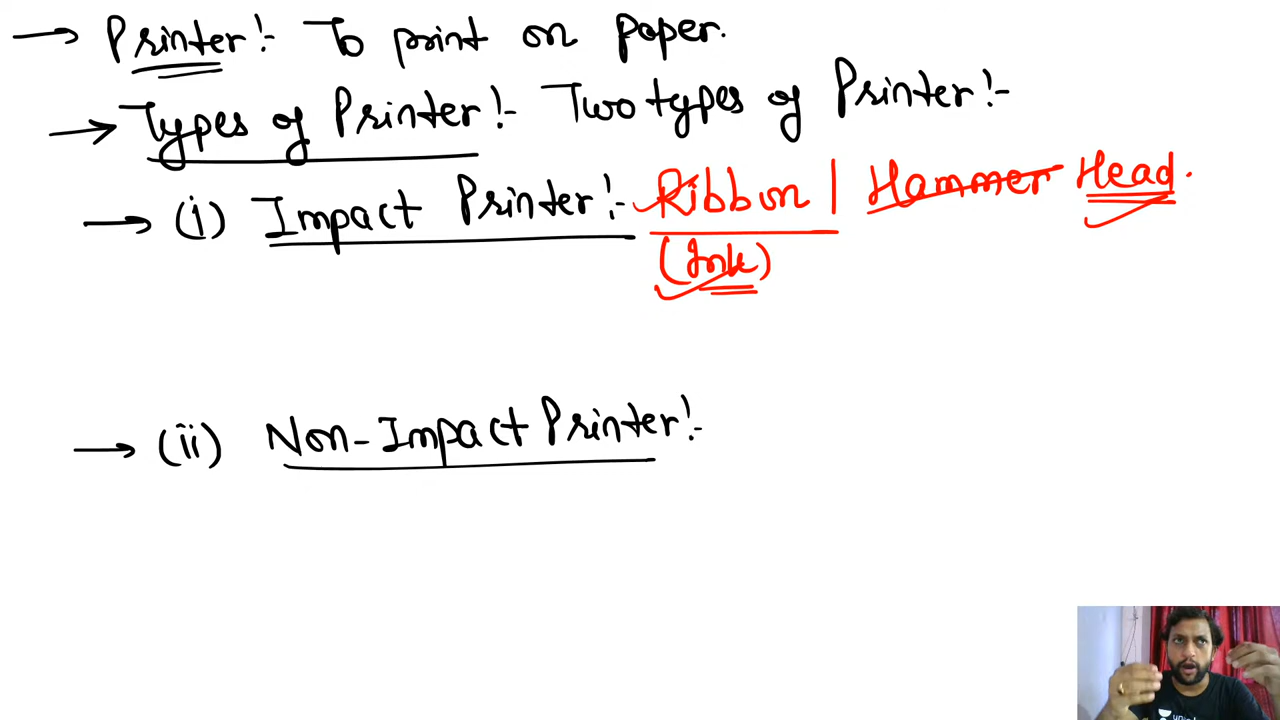 → Printer :- To print on paper.
→ Types of Printer :- Two types of Printer :-
→ (i) Impact Printer :- Ribbon | Hammer Head.
(Ink)
→ (ii) Non-Impact Printer :-